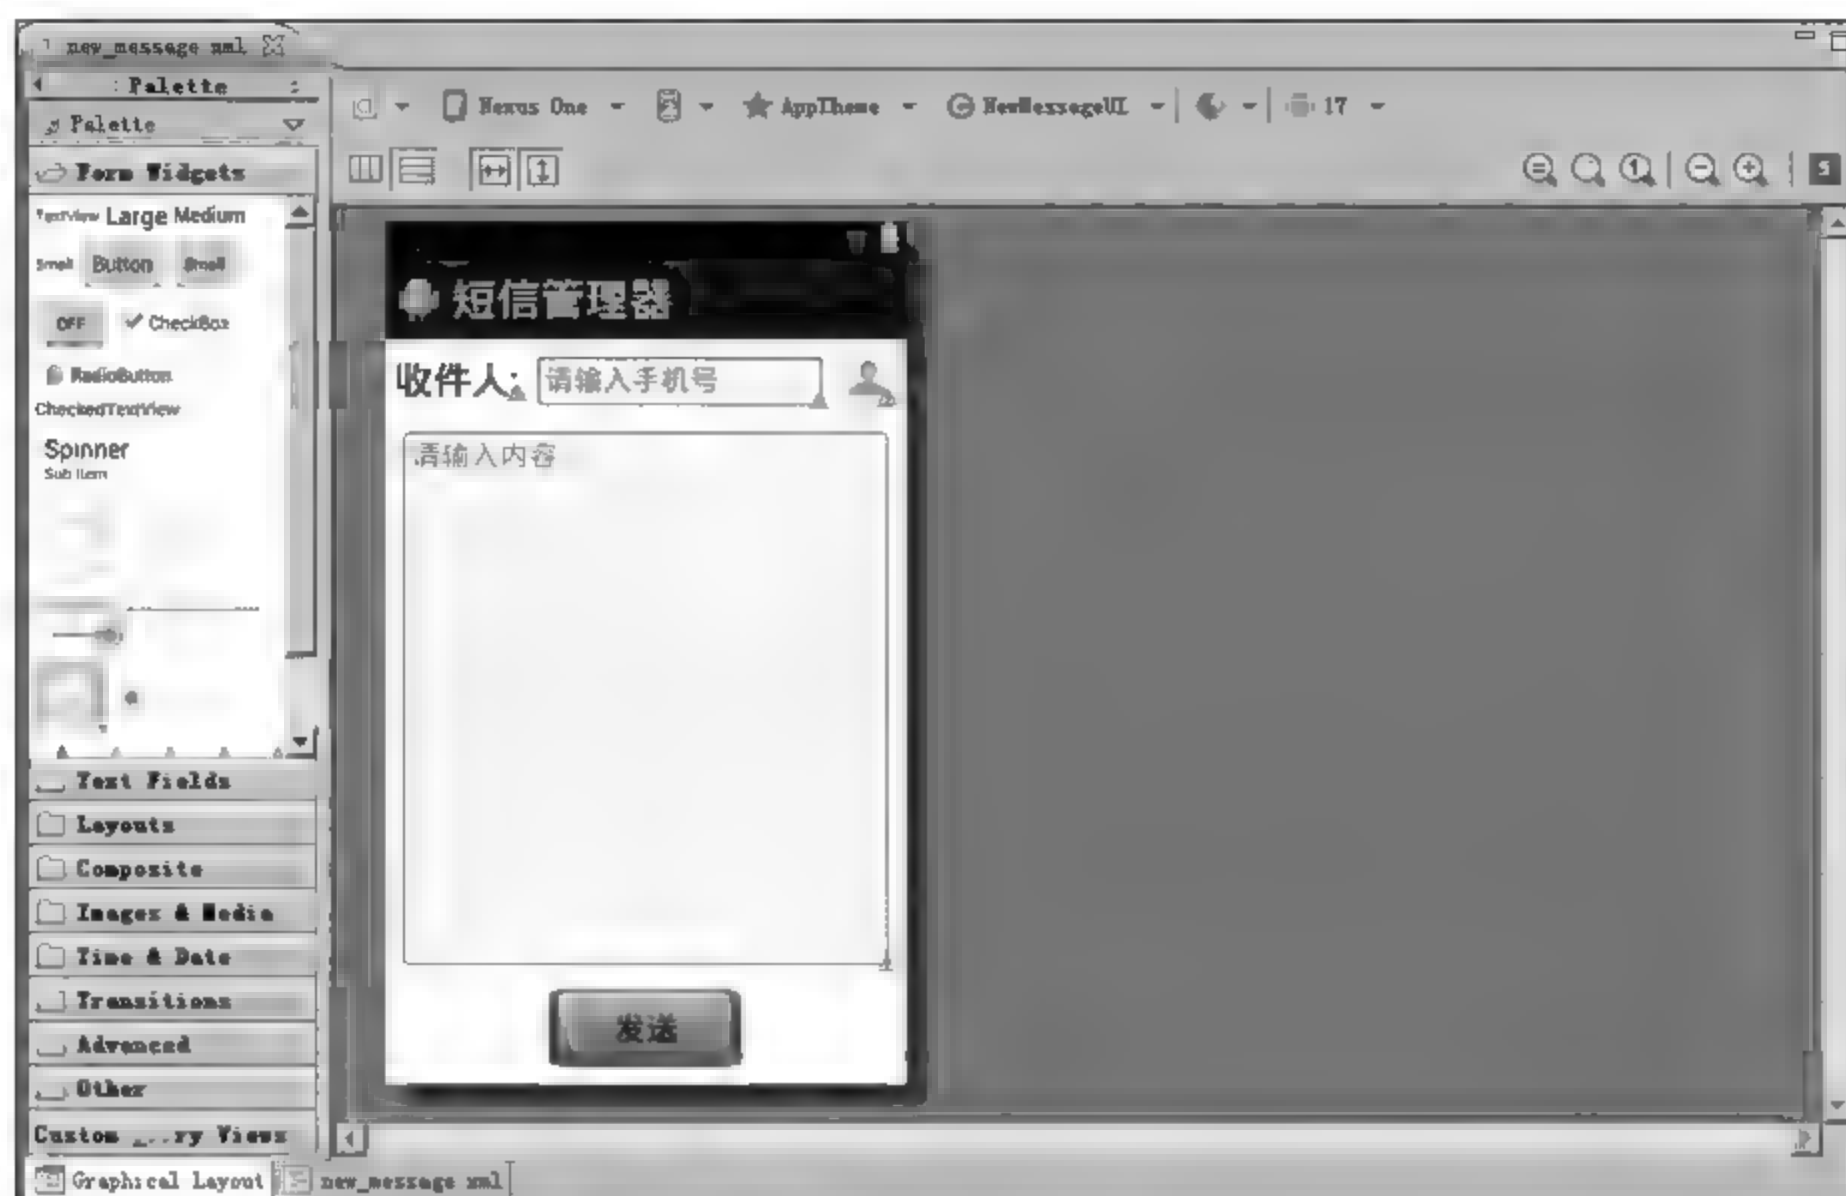 new_message xml
Palette
Palette
Form Widgets
TextView Large Medium
Small Button Small
OFF CheckBox
RadioButton
CheckedTextView
Spinner
Sub Item
Text Fields
Layouts
Composite
Images & Media
Time & Date
Transitions
Advanced
Other
Custom ry Views
Graphical Layout new_message xml
Nexus One AppTheme NewMessageUI 17
短信管理器
收件人: 请输入手机号
请输入内容
发送